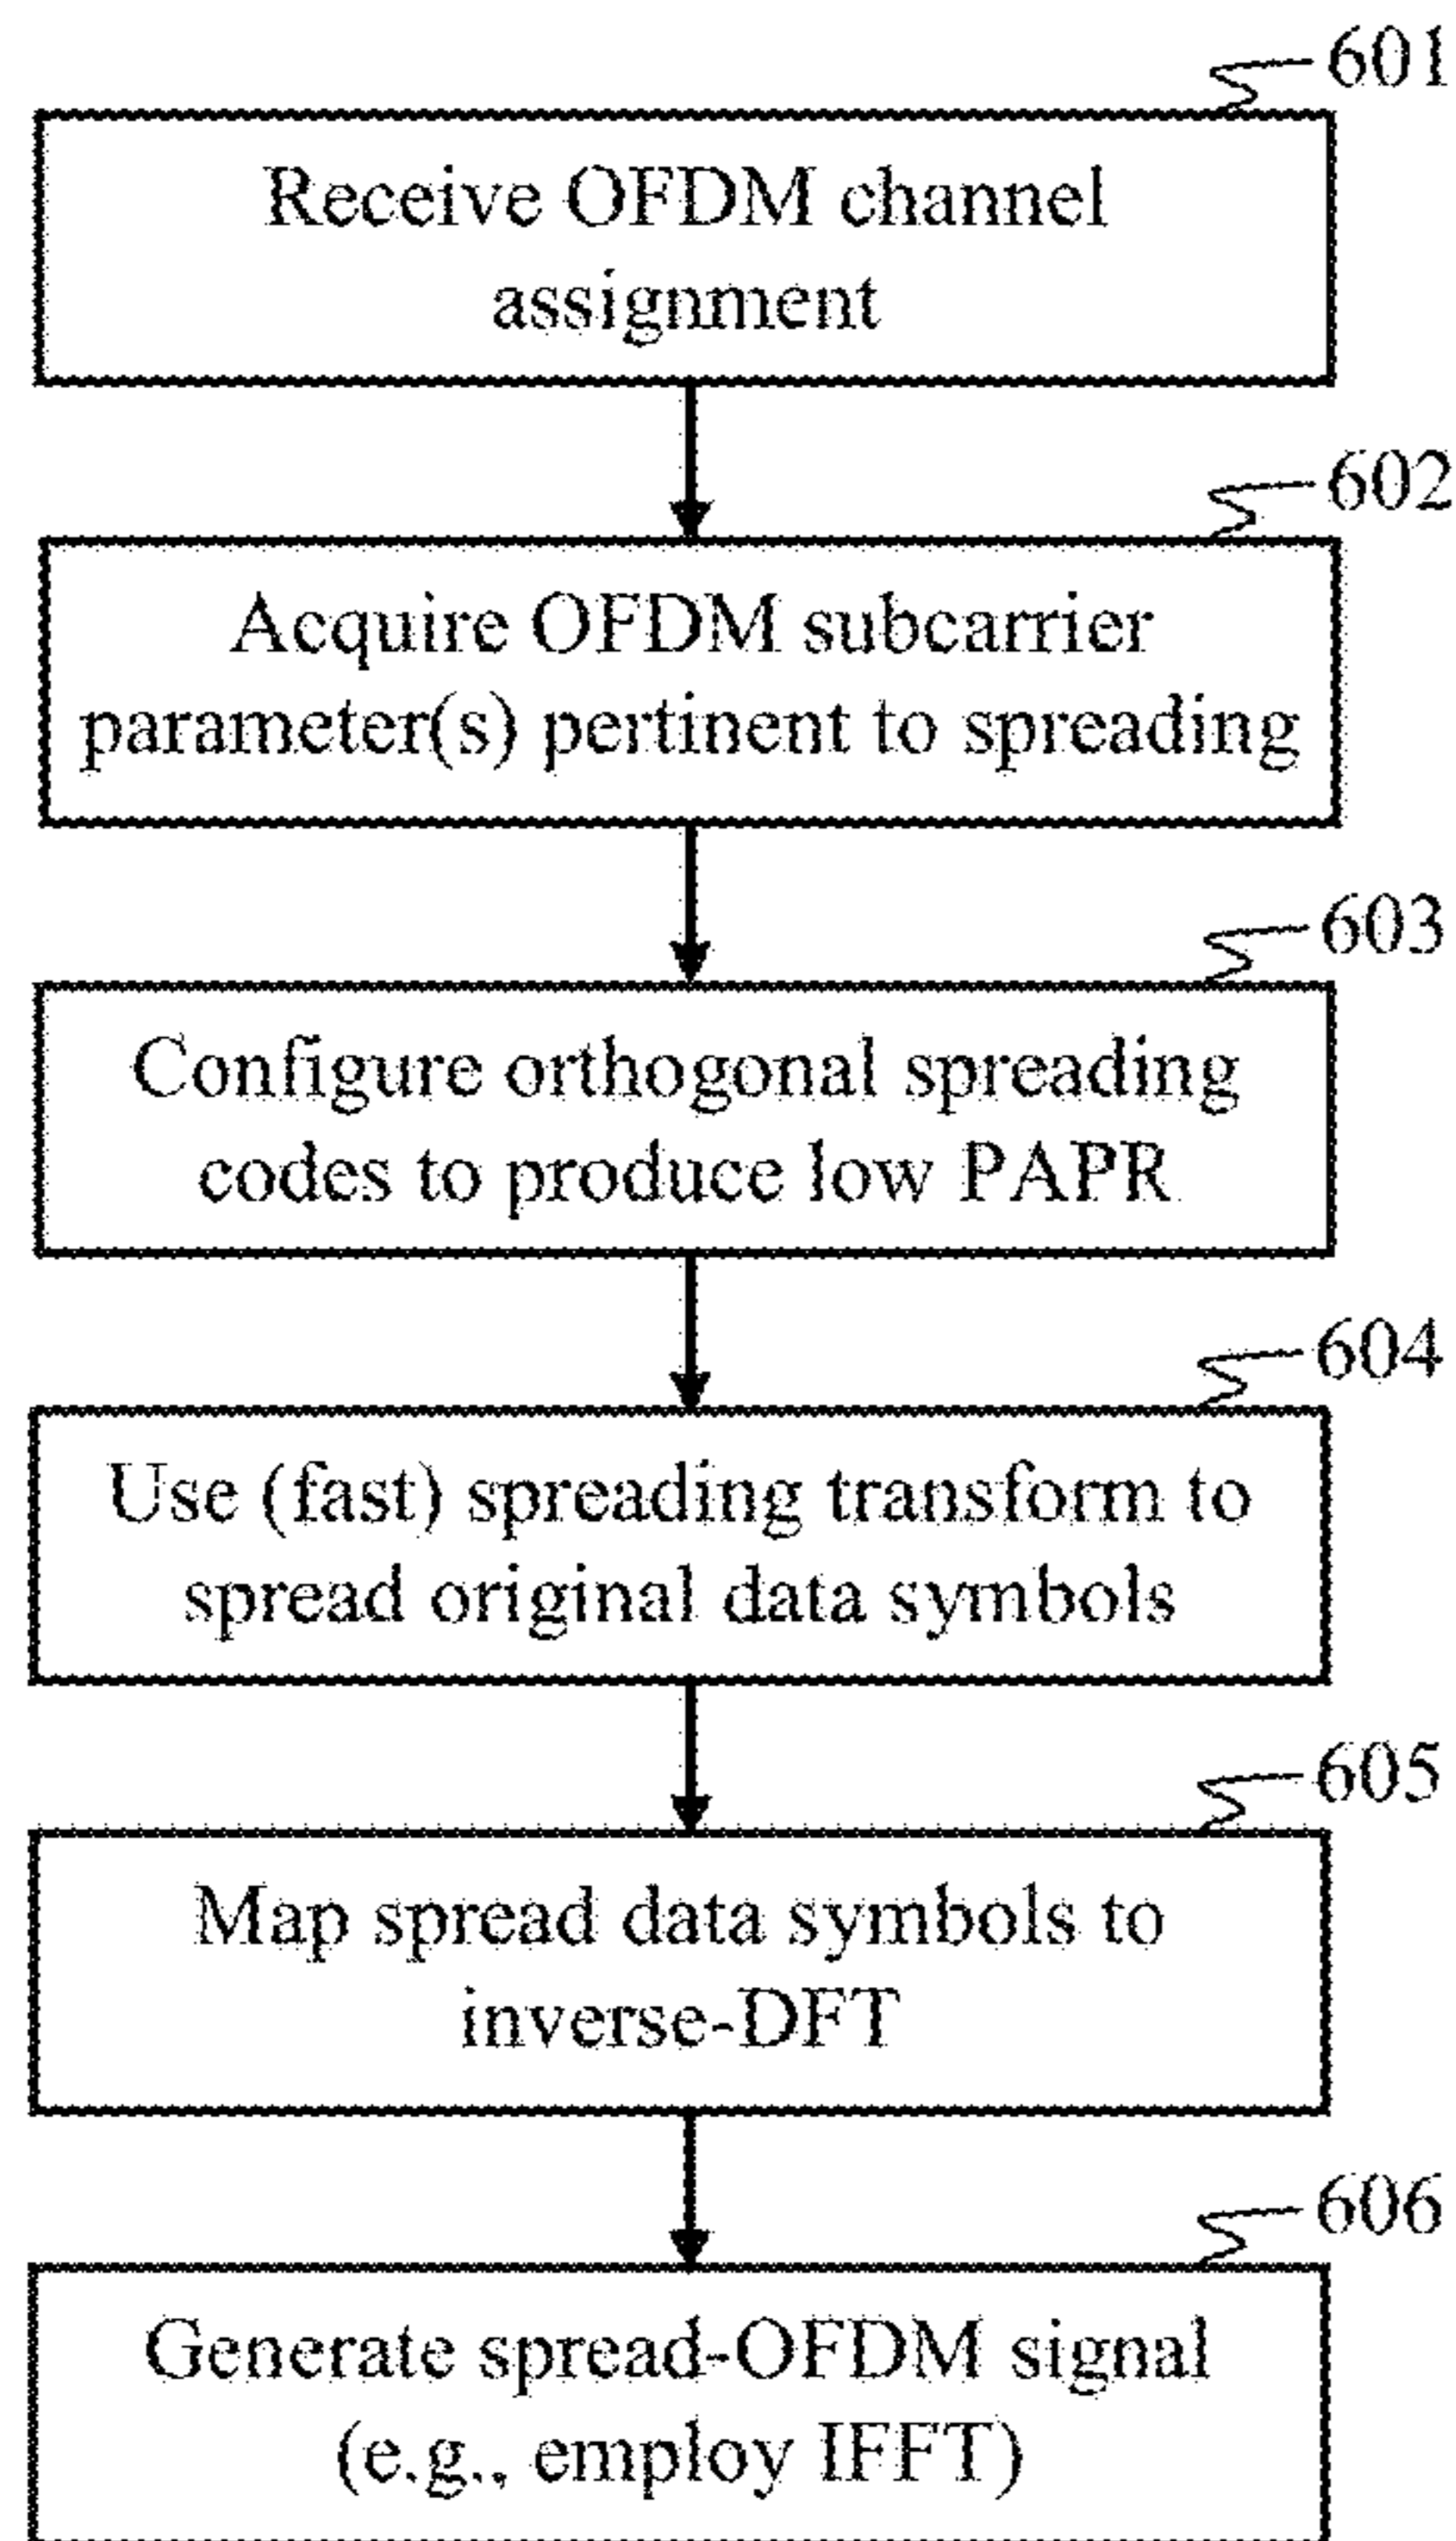 601
Receive OFDM channel
assignment
602
Acquire OFDM subcarrier
parameter(s) pertinent to spreading
603
Configure orthogonal spreading
codes to produce low PAPR
604
Use (fast) spreading transform to
spread original data symbols
605
Map spread data symbols to
inverse-DFT
606
Generate spread-OFDM signal
(e.g., employ IFFT)